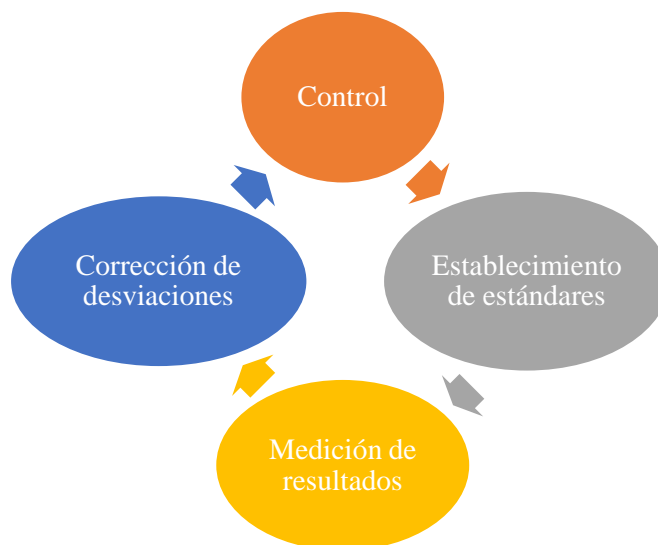 Control
Establecimiento
de estándares
Medición de
resultados
Corrección de
desviaciones